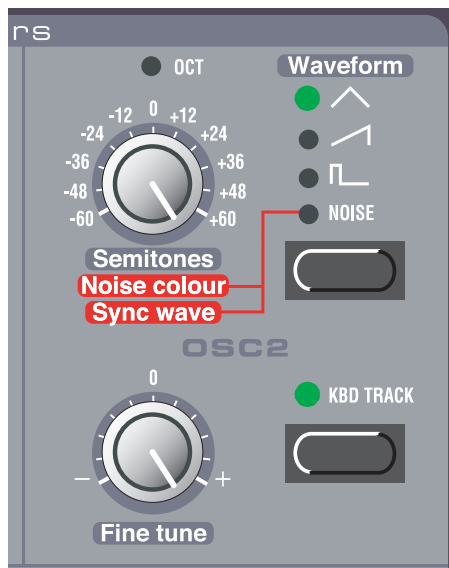 rs
OCT
Waveform
0
-12 +12
-24 +24
-36 +36
-48 +48
-60 +60
NOISE
Semitones
Noise colour
Sync wave
OSC2
0
KBD TRACK
- +
Fine tune